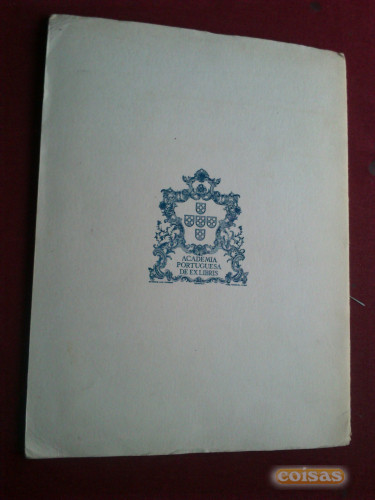 ACADEMIA
PORTUGUESA
DE EX LIBRIS
coisas